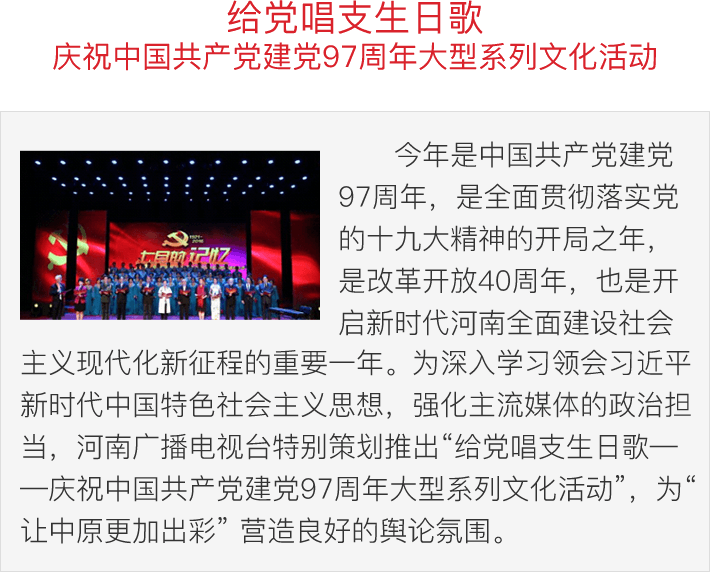 给党唱支生日歌
庆祝中国共产党建党97周年大型系列文化活动
七月的记忆
今年是中国共产党建党
97周年，是全面贯彻落实党
的十九大精神的开局之年，
是改革开放40周年，也是开
启新时代河南全面建设社会
主义现代化新征程的重要一年。为深入学习领会习近平
新时代中国特色社会主义思想，强化主流媒体的政治担
当，河南广播电视台特别策划推出“给党唱支生日歌—
—庆祝中国共产党建党97周年大型系列文化活动”，为“
让中原更加出彩” 营造良好的舆论氛围。